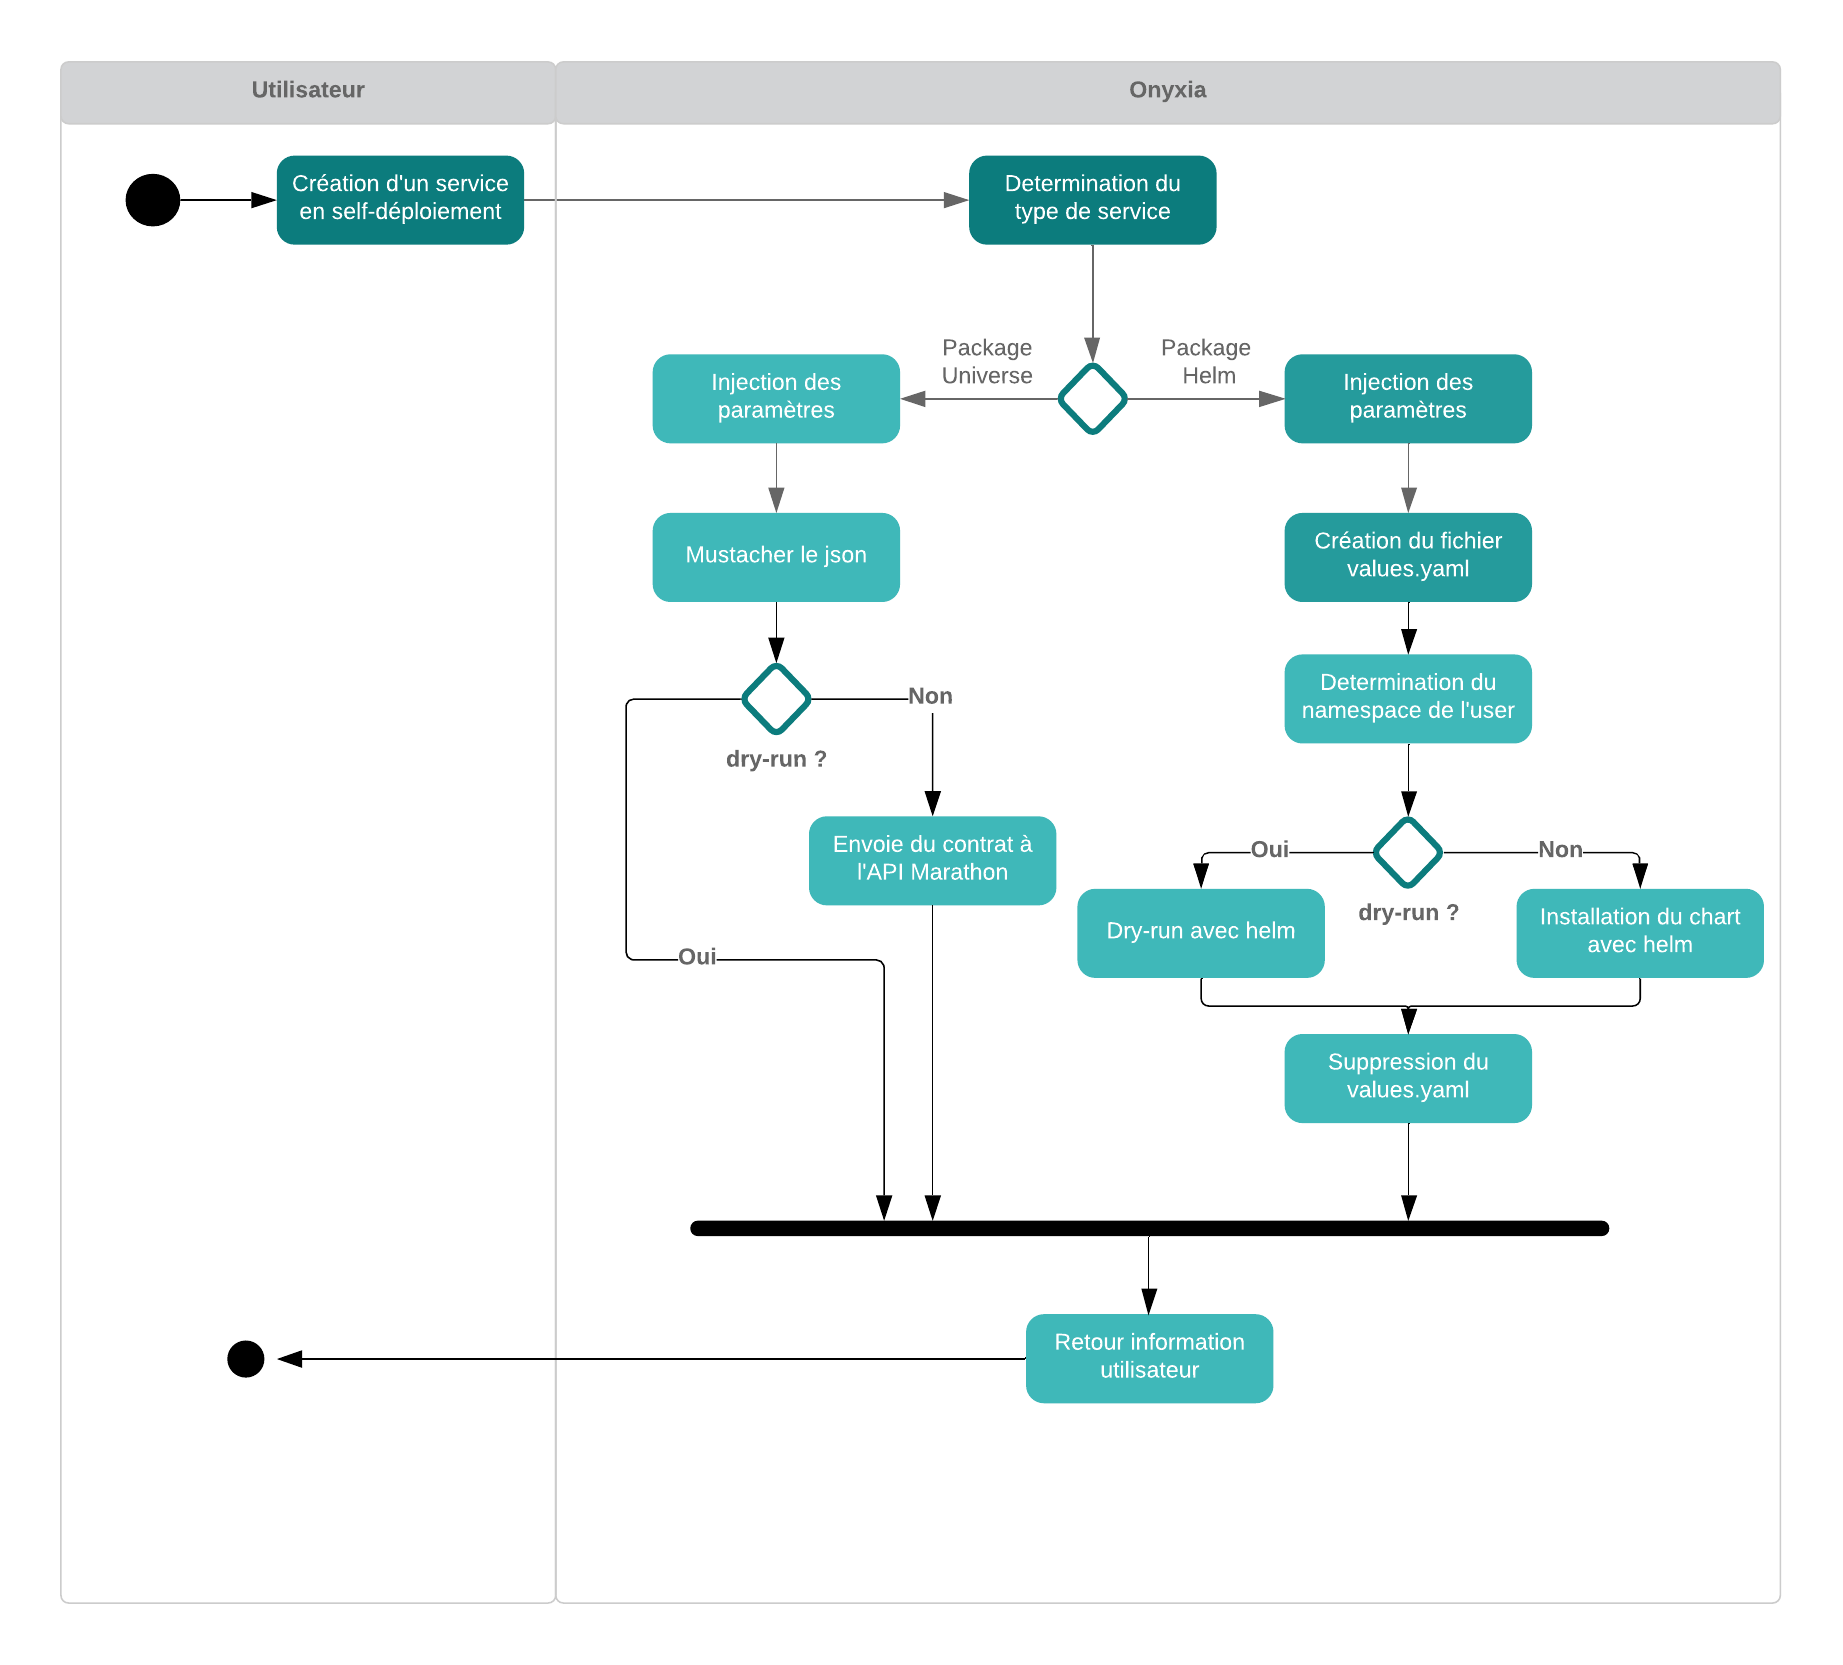 Utilisateur
Onyxia
Création d'un service
en self-déploiement
Determination du
type de service
Package
Universe
Package
Helm
Injection des
paramètres
Injection des
paramètres
Mustacher le json
Création du fichier
values.yaml
Determination du
namespace de l'user
Non
dry-run ?
Envoie du contrat à
l'API Marathon
Oui
Non
dry-run ?
Dry-run avec helm
Installation du chart
avec helm
Oui
Suppression du
values.yaml
Retour information
utilisateur